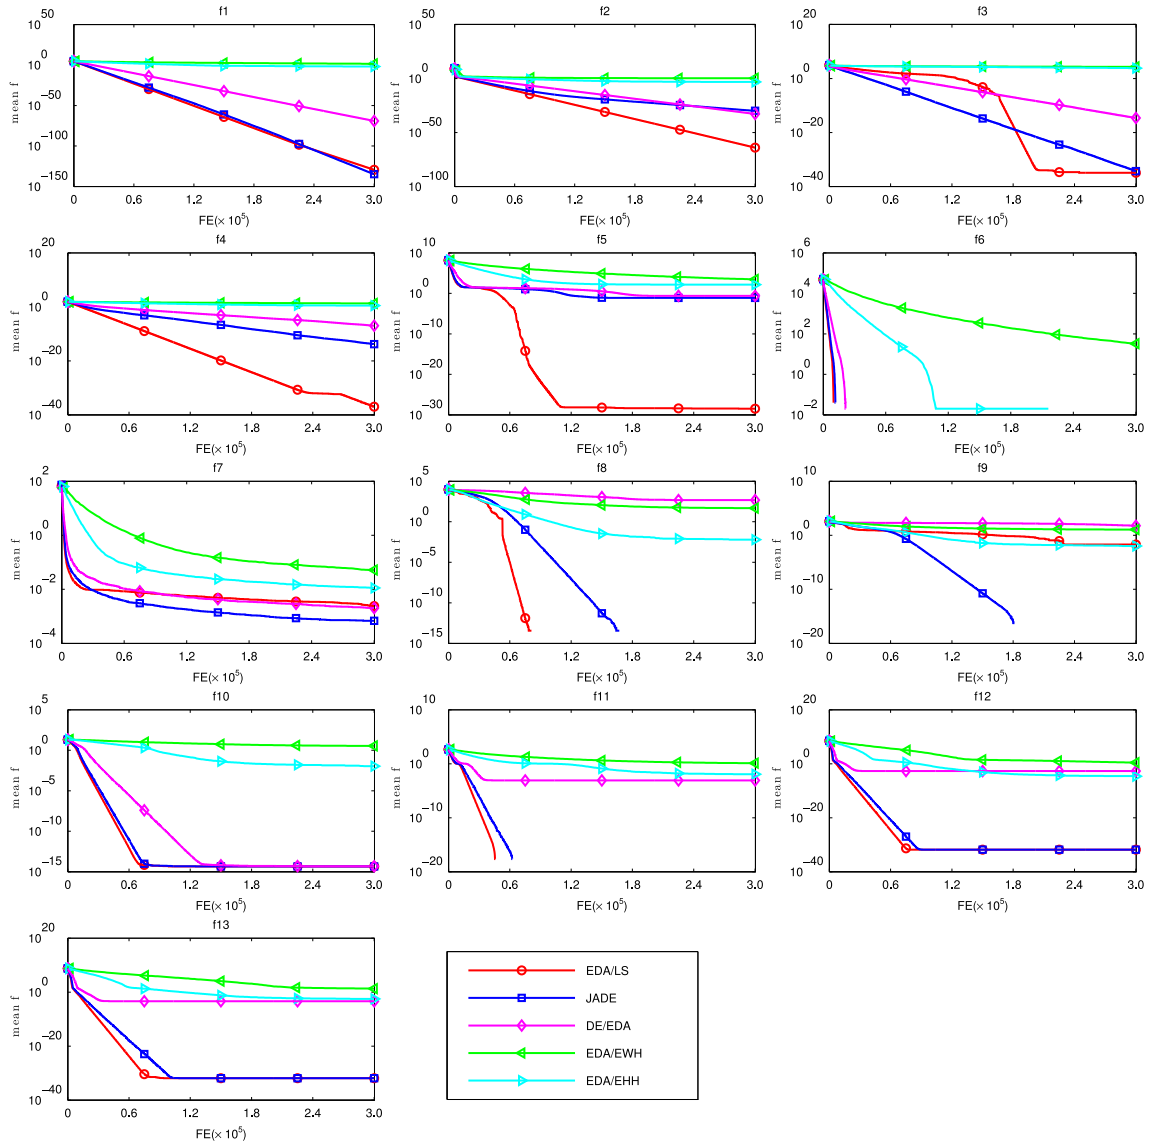 f1
10^50
10^0
10^−50
10^−100
10^−150
mean f
0 0.6 1.2 1.8 2.4 3.0
FE(× 10^5)
f2
10^50
10^0
10^−50
10^−100
mean f
0 0.6 1.2 1.8 2.4 3.0
FE(× 10^5)
f3
10^20
10^0
10^−20
10^−40
mean f
0 0.6 1.2 1.8 2.4 3.0
FE(× 10^5)
f4
10^20
10^0
10^−20
10^−40
mean f
0 0.6 1.2 1.8 2.4 3.0
FE(× 10^5)
f5
10^10
10^0
10^−10
10^−20
10^−30
mean f
0 0.6 1.2 1.8 2.4 3.0
FE(× 10^5)
f6
10^6
10^4
10^2
10^0
10^−2
mean f
0 0.6 1.2 1.8 2.4 3.0
FE(× 10^5)
f7
10^2
10^0
10^−2
10^−4
mean f
0 0.6 1.2 1.8 2.4 3.0
FE(× 10^5)
f8
10^5
10^0
10^−5
10^−10
10^−15
mean f
0 0.6 1.2 1.8 2.4 3.0
FE(× 10^5)
f9
10^10
10^0
10^−10
10^−20
mean f
0 0.6 1.2 1.8 2.4 3.0
FE(× 10^5)
f10
10^5
10^0
10^−5
10^−10
10^−15
mean f
0 0.6 1.2 1.8 2.4 3.0
FE(× 10^5)
f11
10^10
10^0
10^−10
10^−20
mean f
0 0.6 1.2 1.8 2.4 3.0
FE(× 10^5)
f12
10^20
10^0
10^−20
10^−40
mean f
0 0.6 1.2 1.8 2.4 3.0
FE(× 10^5)
f13
10^20
10^0
10^−20
10^−40
mean f
0 0.6 1.2 1.8 2.4 3.0
FE(× 10^5)
EDA/LS
JADE
DE/EDA
EDA/EWH
EDA/EHH